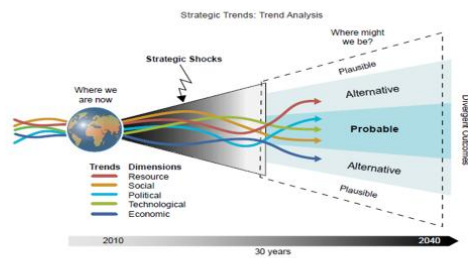 Strategic Trends: Trend Analysis
Where might
we be?
Strategic Shocks
Plausible
Where we
are now
Alternative
Probable
Divergent Outcomes
Alternative
Plausible
Trends Dimensions
Resource
Social
Political
Technological
Economic
2010
2040
30 years